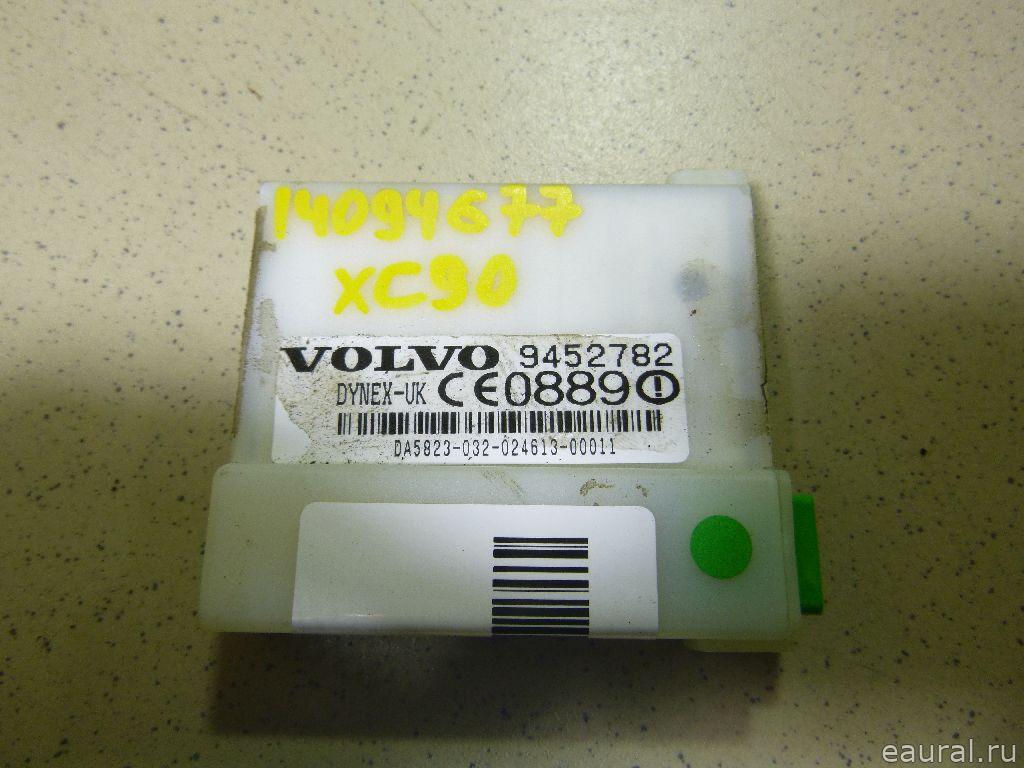 14094677
XC90
VOLVO 9452782
DYNEX-UK CE0889
DA5823-032-024613-00011
eaural.ru